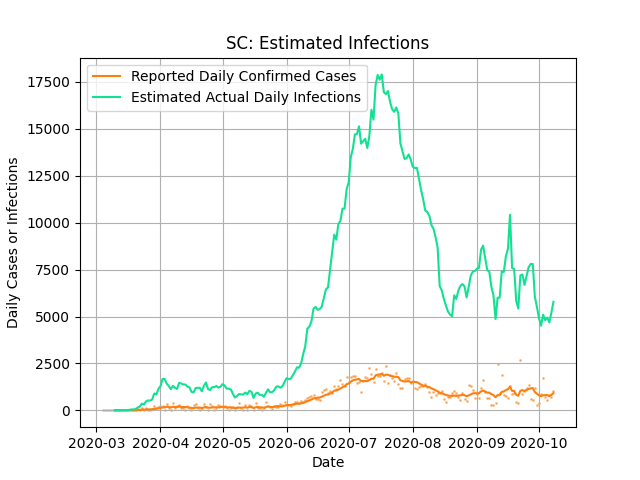 SC: Estimated Infections
Reported Daily Confirmed Cases
Estimated Actual Daily Infections
Daily Cases or Infections
17500
15000
12500
10000
7500
5000
2500
0
2020-03 2020-04 2020-05 2020-06 2020-07 2020-08 2020-09 2020-10
Date